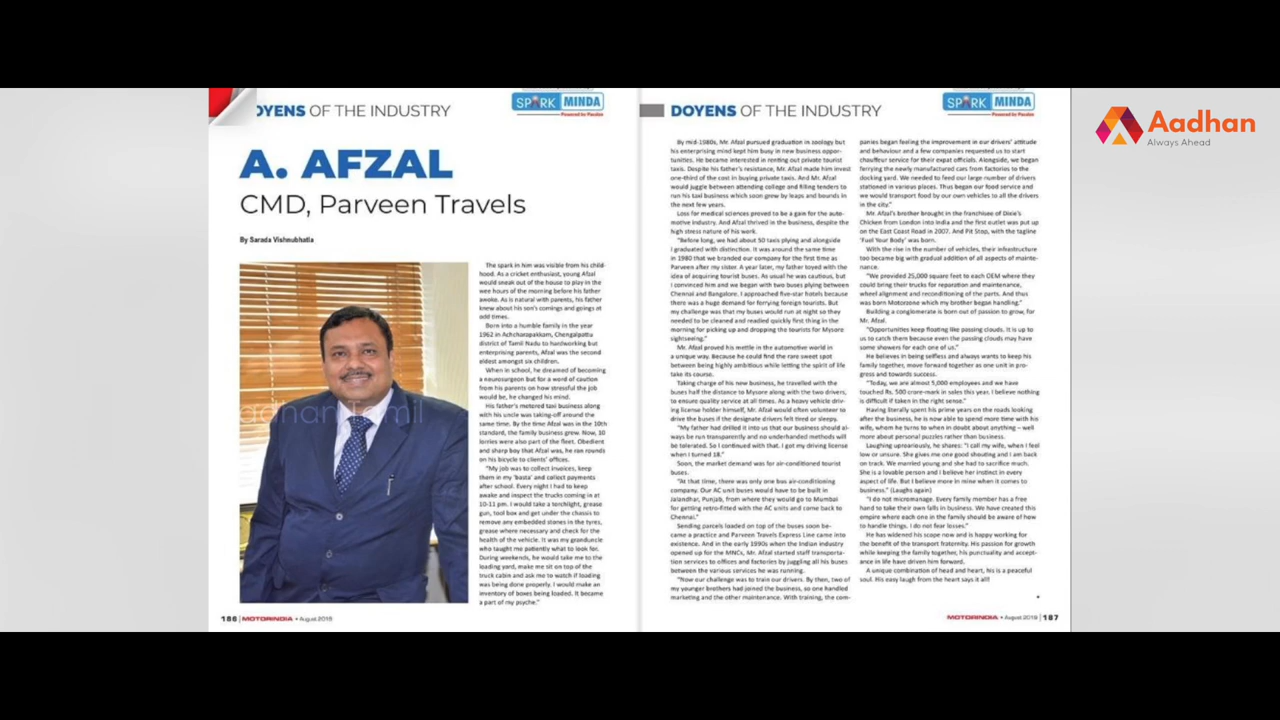 DOYENS OF THE INDUSTRY
SPARK MINDA
Powered by Passion
A. AFZAL
CMD, Parveen Travels
By Sarada Vishnubhatla
adhan tamil
The spark in him was visible from his child-
hood. As a cricket enthusiast, young Afzal
would sneak out of the house to play in the
wee hours of the morning before his father
awoke. As is natural with parents, his father
knew about his son's comings and goings at
odd times.
Born into a humble family in the year
1962 in Achcharapakkam, Chengalpattu
district of Tamil Nadu to hardworking but
enterprising parents, Afzal was the second
eldest amongst six children.
When in school, he dreamed of becoming
a neurosurgeon but for a word of caution
from his parents on how stressful the job
would be, he changed his mind.
His father's metered taxi business along
with his uncle was taking-off around the
same time. By the time Afzal was in the 10th
standard, the family business grew. Now, 10
lorries were also part of the fleet. Obedient
and sharp boy that Afzal was, he ran rounds
on his bicycle to clients' offices.
"My job was to collect invoices, keep
them in my 'basta' and collect payments
after school. Every night I had to keep
awake and inspect the trucks coming in at
10-11 pm. I would take a torchlight, grease
gun, tool box and get under the chassis to
remove any embedded stones in the tyres,
grease where necessary and check for the
health of the vehicle. It was my granduncle
who taught me patiently what to look for.
During weekends, he would take me to the
loading yard, make me sit on top of the
truck cabin and ask me to watch if loading
was being done properly. I would make an
inventory of boxes being loaded. It became
a part of my psyche."
186 | MOTORINDIA • August 2019
DOYENS OF THE INDUSTRY
SPARK MINDA
Powered by Passion
By mid-1980s, Mr. Afzal pursued graduation in zoology but
his enterprising mind kept him busy in new business oppor-
tunities. He became interested in renting out private tourist
taxis. Despite his father's resistance, Mr. Afzal made him invest
one-third of the cost in buying private taxis. And Mr. Afzal
would juggle between attending college and filling tenders to
run his taxi business which soon grew by leaps and bounds in
the next few years.
Loss for medical sciences proved to be a gain for the auto-
motive industry. And Afzal thrived in the business, despite the
high stress nature of his work.
"Before long, we had about 50 taxis plying and alongside
I graduated with distinction. It was around the same time
in 1980 that we branded our company for the first time as
Parveen after my sister. A year later, my father toyed with the
idea of acquiring tourist buses. As usual he was cautious, but
I convinced him and we began with two buses plying between
Chennai and Bangalore. I approached five-star hotels because
there was a huge demand for ferrying foreign tourists. But
my challenge was that my buses would run at night so they
needed to be cleaned and readied quickly first thing in the
morning for picking up and dropping the tourists for Mysore
sightseeing."
Mr. Afzal proved his mettle in the automotive world in
a unique way. Because he could find the rare sweet spot
between being highly ambitious while letting the spirit of life
take its course.
Taking charge of his new business, he travelled with the
buses half the distance to Mysore along with the two drivers,
to ensure quality service at all times. As a heavy vehicle driv-
ing license holder himself, Mr. Afzal would often volunteer to
drive the buses if the designate drivers felt tired or sleepy.
"My father had drilled it into us that our business should al-
ways be run transparently and no underhanded methods will
be tolerated. So I continued with that. I got my driving license
when I turned 18."
Soon, the market demand was for air-conditioned tourist
buses.
"At that time, there was only one bus air-conditioning
company. Our AC unit buses would have to be built in
Jalandhar, Punjab, from where they would go to Mumbai
for getting retro-fitted with the AC units and come back to
Chennai."
Sending parcels loaded on top of the buses soon be-
came a practice and Parveen Travels Express Line came into
existence. And in the early 1990s when the Indian industry
opened up for the MNCs, Mr. Afzal started staff transporta-
tion services to offices and factories by juggling all his buses
between the various services he was running.
"Now our challenge was to train our drivers. By then, two of
my younger brothers had joined the business, so one handled
marketing and the other maintenance. With training, the com-
panies began feeling the improvement in our drivers' attitude
and behaviour and a few companies requested us to start
chauffeur service for their expat officials. Alongside, we began
ferrying the newly manufactured cars from factories to the
docking yard. We needed to feed our large number of drivers
stationed in various places. Thus began our food service and
we would transport food by our own vehicles to all the drivers
in the city."
Mr. Afzal's brother brought in the franchisee of Dixie's
Chicken from London into India and the first outlet was put up
on the East Coast Road in 2007. And Pit Stop, with the tagline
'Fuel Your Body' was born.
With the rise in the number of vehicles, their infrastructure
too became big with gradual addition of all aspects of mainte-
nance.
"We provided 25,000 square feet to each OEM where they
could bring their trucks for reparation and maintenance,
wheel alignment and reconditioning of the parts. And thus
was born Motorzone which my brother began handling."
Building a conglomerate is born out of passion to grow, for
Mr. Afzal.
"Opportunities keep floating like passing clouds. It is up to
us to catch them because even the passing clouds may have
some showers for each one of us."
He believes in being selfless and always wants to keep his
family together, move forward together as one unit in pro-
gress and towards success.
"Today, we are almost 5,000 employees and we have
touched Rs. 500 crore-mark in sales this year. I believe nothing
is difficult if taken in the right sense."
Having literally spent his prime years on the roads looking
after the business, he is now able to spend more time with his
wife, whom he turns to when in doubt about anything – well
more about personal puzzles rather than business.
Laughing uproariously, he shares: "I call my wife, when I feel
low or unsure. She gives me one good shouting and I am back
on track. We married young and she had to sacrifice much.
She is a lovable person and I believe her instinct in every
aspect of life. But I believe more in mine when it comes to
business." (Laughs again)
"I do not micromanage. Every family member has a free
hand to take their own falls in business. We have created this
empire where each one in the family should be aware of how
to handle things. I do not fear losses."
He has widened his scope now and is happy working for
the benefit of the transport fraternity. His passion for growth
while keeping the family together, his punctuality and accept-
ance in life have driven him forward.
A unique combination of head and heart, his is a peaceful
soul. His easy laugh from the heart says it all!
MOTORINDIA • August 2019 | 187
Aadhan
Always Ahead